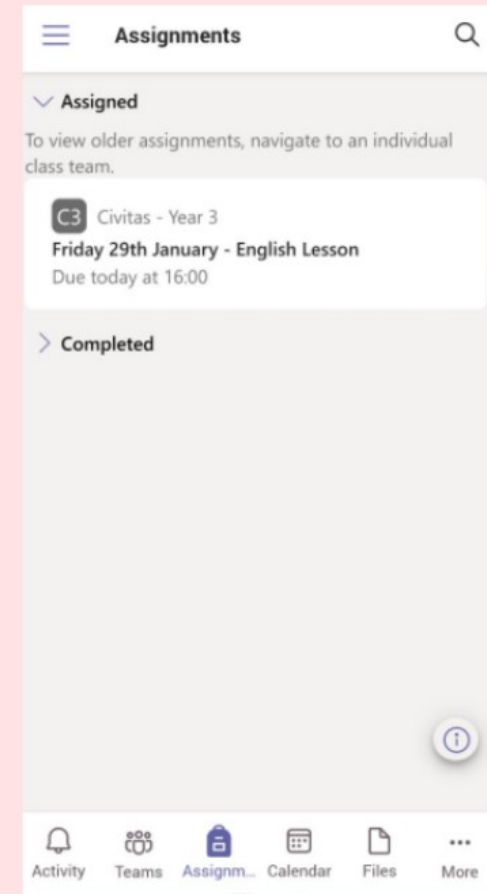 Assignments
Assigned
To view older assignments, navigate to an individual
class team.
C3 Civitas - Year 3
Friday 29th January - English Lesson
Due today at 16:00
Completed
Activity Teams Assignm... Calendar Files More